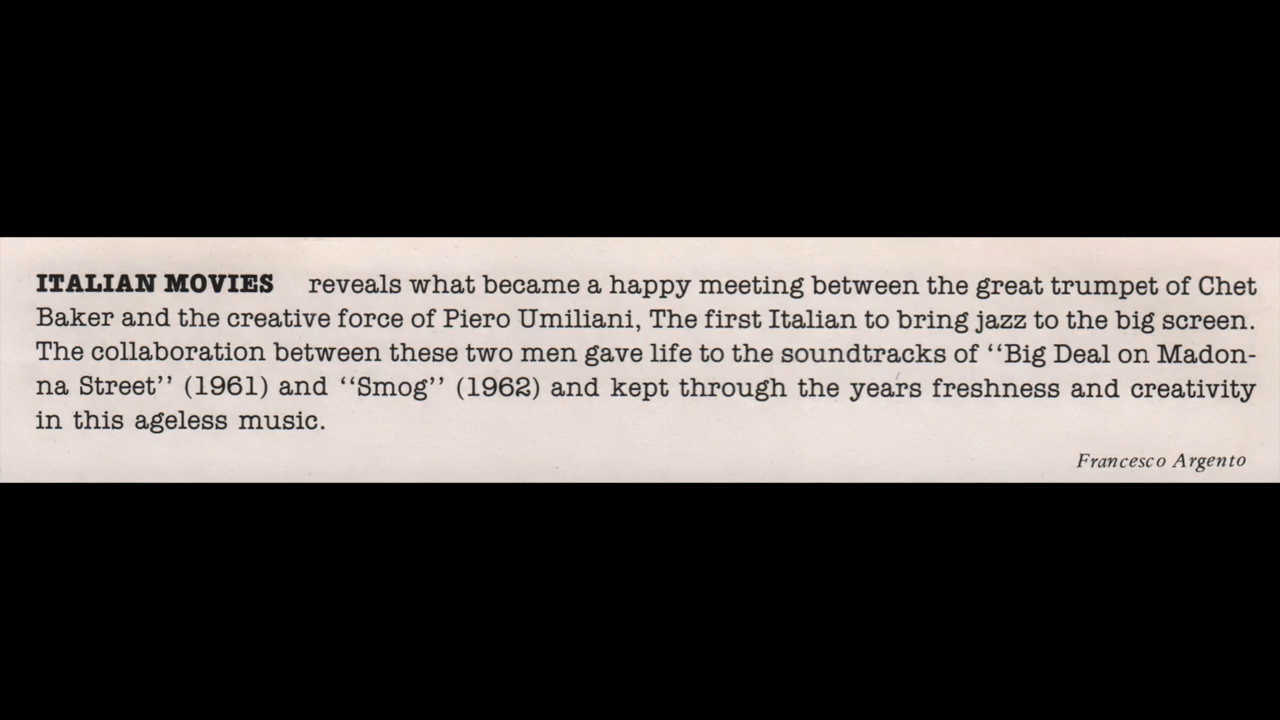 ITALIAN MOVIES reveals what became a happy meeting between the great trumpet of Chet
Baker and the creative force of Piero Umiliani, The first Italian to bring jazz to the big screen.
The collaboration between these two men gave life to the soundtracks of “Big Deal on Madon-
na Street” (1961) and “Smog” (1962) and kept through the years freshness and creativity
in this ageless music.
Francesco Argento